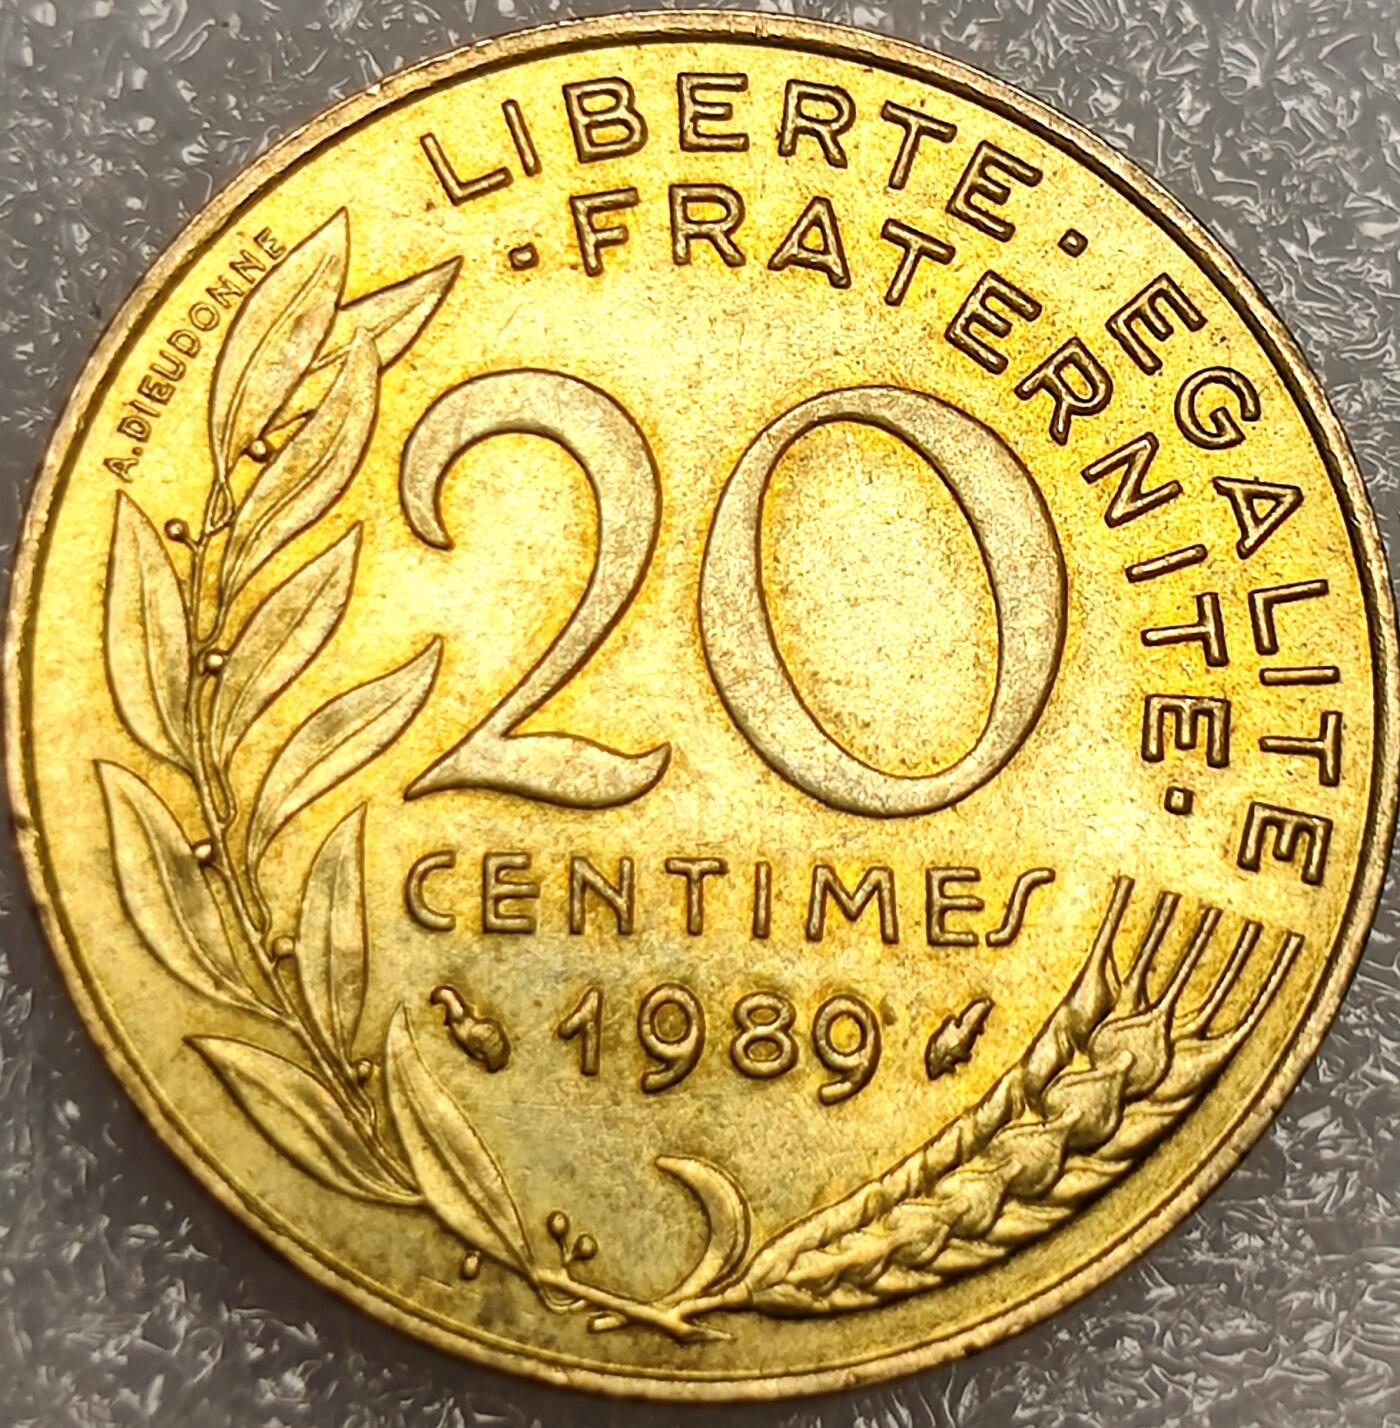 LIBERTE · EGALITE
· FRATERNITE ·
A.DIEUDONNE
20
CENTIMES
1989